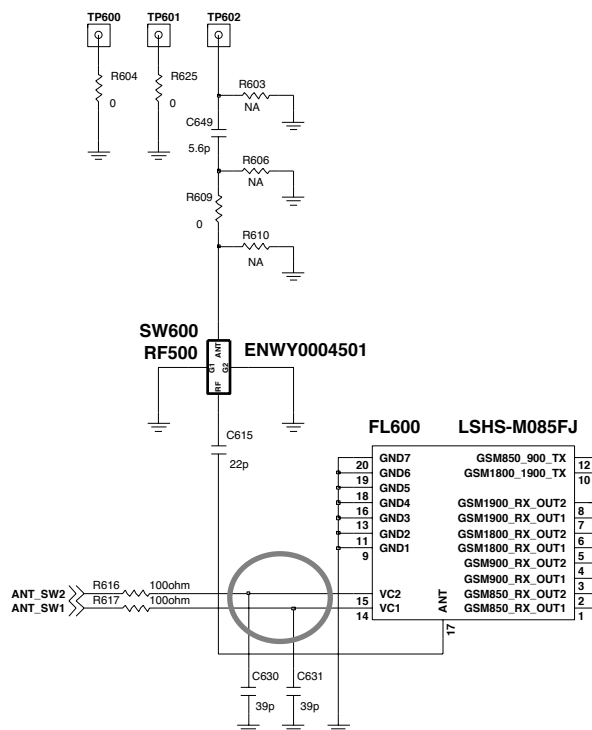 TP600 TP601 TP602
R604 0
R625 0
R603 NA
C649 5.6p
R606 NA
R609 0
R610 NA
SW600
RF500
ANT
G1 G2
RF
ENWY0004501
C615
22p
FL600 LSHS-M085FJ
GND7 20
GND6 19
GND5 18
GND4 16
GND3 13
GND2 11
GND1 9
GSM850_900_TX 12
GSM1800_1900_TX 10
GSM1900_RX_OUT2 8
GSM1900_RX_OUT1 7
GSM1800_RX_OUT2 6
GSM1800_RX_OUT1 5
GSM900_RX_OUT2 4
GSM900_RX_OUT1 3
GSM850_RX_OUT2 2
GSM850_RX_OUT1 1
ANT_SW2 R616 100ohm VC2 15
ANT_SW1 R617 100ohm VC1 14
ANT 17
C630 39p
C631 39p